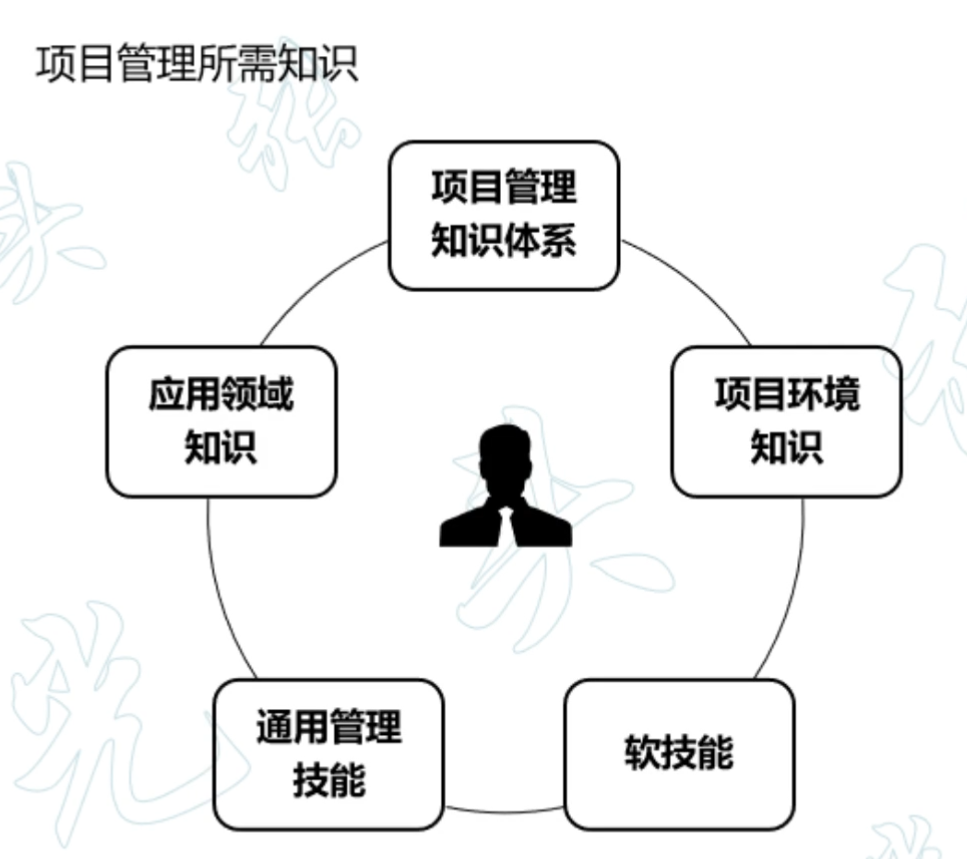 项目管理所需知识
项目管理
知识体系
应用领域
知识
项目环境
知识
通用管理
技能
软技能